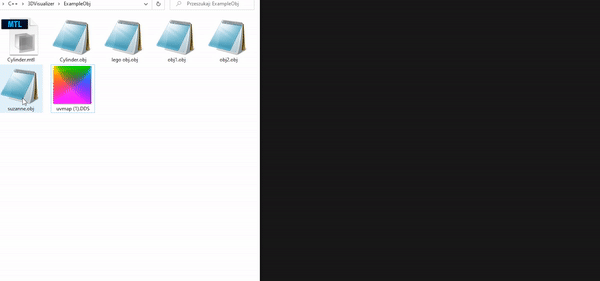 C++ > 3DVisualizer > ExampleObj
Przeszukaj: ExampleObj
MTL
Cylinder.mtl
Cylinder.obj
lego obj.obj
obj1.obj
obj2.obj
suzanne.obj
uvmap (1).DDS